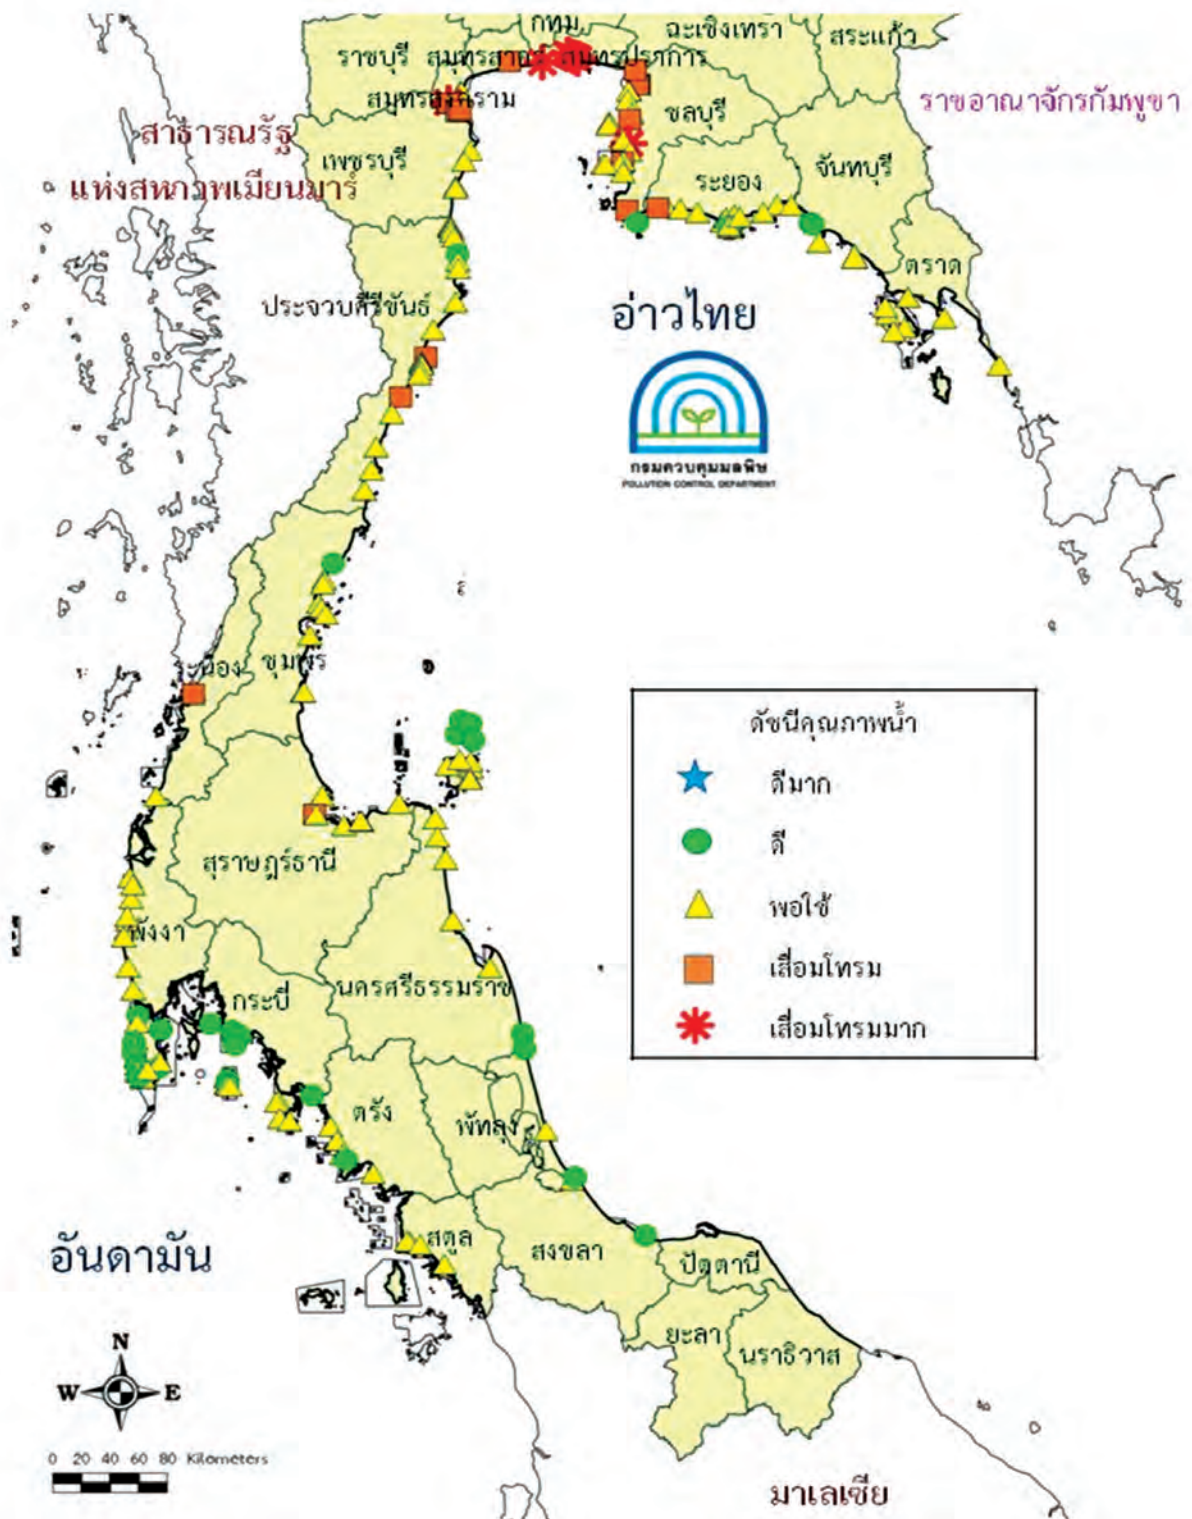 กทม.
ฉะเชิงเทรา
สระแก้ว
ราชบุรี
สมุทรสาคร
สมุทรปราการ
สมุทรสงคราม
ชลบุรี
ราชอาณาจักรกัมพูชา
สาธารณรัฐ
แห่งสหภาพเมียนมาร์
เพชรบุรี
ระยอง
จันทบุรี
ตราด
ประจวบคีรีขันธ์
อ่าวไทย
กรมควบคุมมลพิษ
POLLUTION CONTROL DEPARTMENT
ระนอง
ชุมพร
ดัชนีคุณภาพน้ำ
ดีมาก
ดี
พอใช้
เสื่อมโทรม
เสื่อมโทรมมาก
สุราษฎร์ธานี
พังงา
กระบี่
นครศรีธรรมราช
ตรัง
พัทลุง
อันดามัน
สตูล
สงขลา
ปัตตานี
ยะลา
นราธิวาส
N
W E
S
0 20 40 60 80 Kilometers
มาเลเซีย